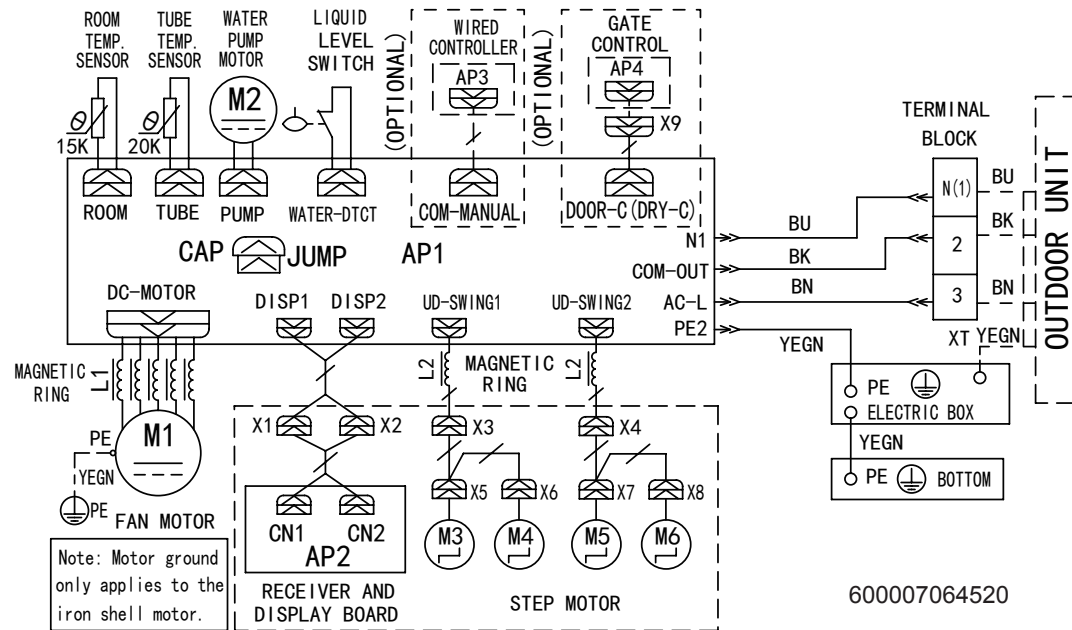 ROOM
TEMP.
SENSOR
TUBE
TEMP.
SENSOR
WATER
PUMP
MOTOR
LIQUID
LEVEL
SWITCH
(OPTIONAL)
WIRED
CONTROLLER
AP3
(OPTIONAL)
GATE
CONTROL
AP4
X9
M2
θ
15K
θ
20K
TERMINAL
BLOCK
OUTDOOR UNIT
ROOM
TUBE
PUMP
WATER-DTCT
COM-MANUAL
DOOR-C(DRY-C)
N(1)
BU
N1
BU
CAP
JUMP
AP1
BK
2
BK
COM-OUT
BN
3
BN
AC-L
DC-MOTOR
DISP1
DISP2
UD-SWING1
UD-SWING2
PE2
YEGN
XT
YEGN
MAGNETIC
RING
L1
L2
MAGNETIC
RING
L2
PE
ELECTRIC BOX
X1
X2
X3
X4
M1
PE
YEGN
YEGN
X5
X6
X7
X8
PE
BOTTOM
PE
FAN MOTOR
CN1
CN2
AP2
M3
M4
M5
M6
Note: Motor ground
only applies to the
iron shell motor.
RECEIVER AND
DISPLAY BOARD
STEP MOTOR
600007064520